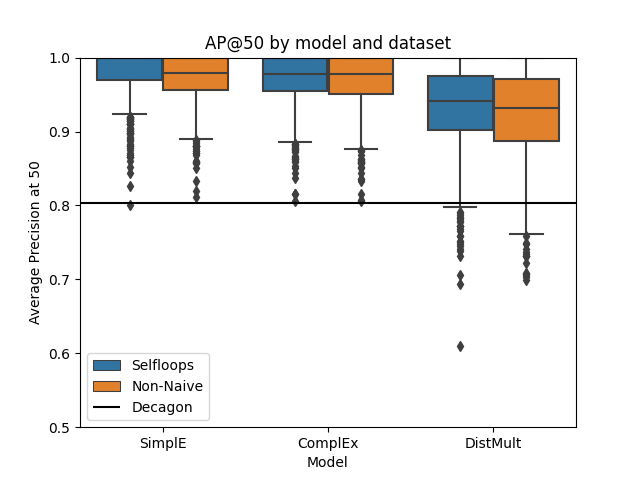 AP@50 by model and dataset
Average Precision at 50
1.0
0.9
0.8
0.7
0.6
0.5
Selfloops
Non-Naive
Decagon
SimplE
ComplEx
DistMult
Model